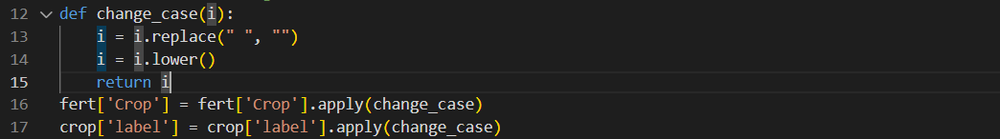 12 def change_case(i):
13     i = i.replace(" ", "")
14     i = i.lower()
15     return i
16 fert['Crop'] = fert['Crop'].apply(change_case)
17 crop['label'] = crop['label'].apply(change_case)